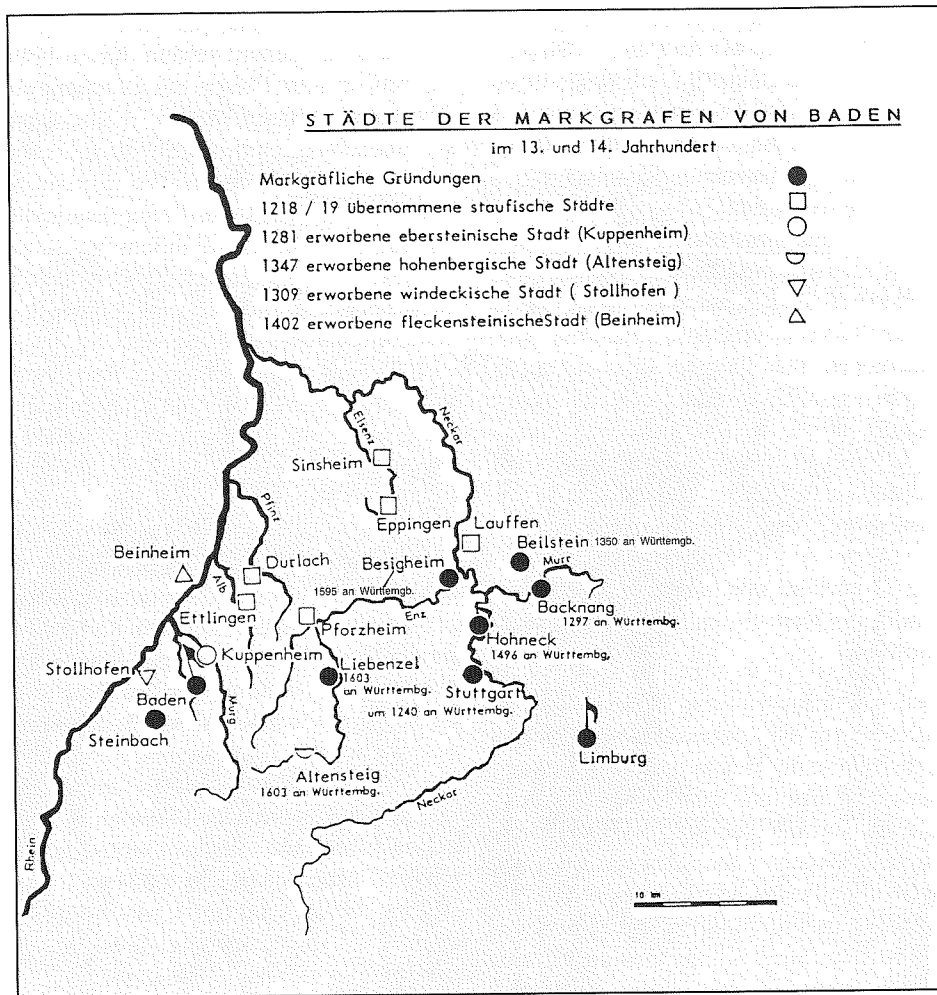 STÄDTE DER MARKGRAFEN VON BADEN
im 13. und 14. Jahrhundert
Markgräfliche Gründungen
1218 / 19 übernommene staufische Städte
1281 erworbene ebersteinische Stadt (Kuppenheim)
1347 erworbene hohenbergische Stadt (Altensteig)
1309 erworbene windeckische Stadt ( Stollhofen )
1402 erworbene fleckensteinischeStadt (Beinheim)
Neckar
Elsenz
Sinsheim
Pfinz
Eppingen
Lauffen
Beilstein 1350 an Württemgb.
Murr
Beinheim
Durlach
Besigheim
1595 an Württemgb.
Alb
Ettlingen
Enz
Backnang
1297 an Württembg.
Pforzheim
Hohneck
1496 an Württembg,
Kuppenheim
Stollhofen
Liebenzel
1603
an Württembg.
Baden
Stuttgart
um 1240 an Württembg.
Murg
Steinbach
Limburg
Altensteig
1603 an Württembg.
Neckar
Rhein
10 km